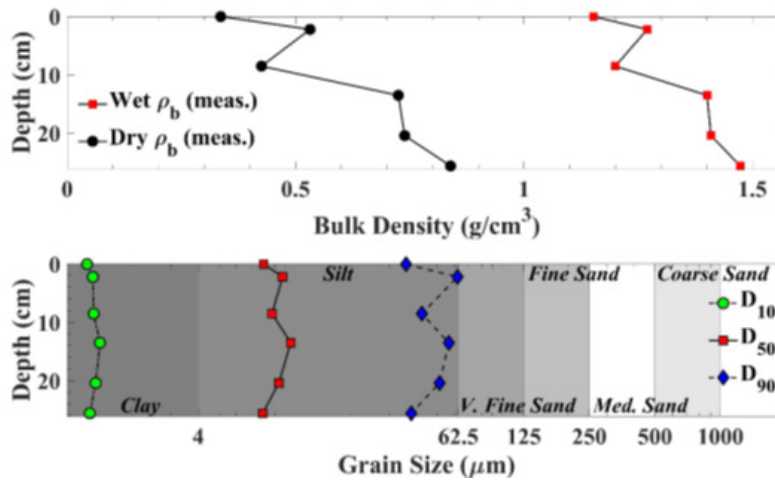 0
10
20
Depth (cm)
Wet ρb (meas.)
Dry ρb (meas.)
0 0.5 1 1.5
Bulk Density (g/cm³)
0
10
20
Depth (cm)
Silt Fine Sand Coarse Sand
D10
D50
D90
Clay V. Fine Sand Med. Sand
4 62.5 125 250 500 1000
Grain Size (μm)